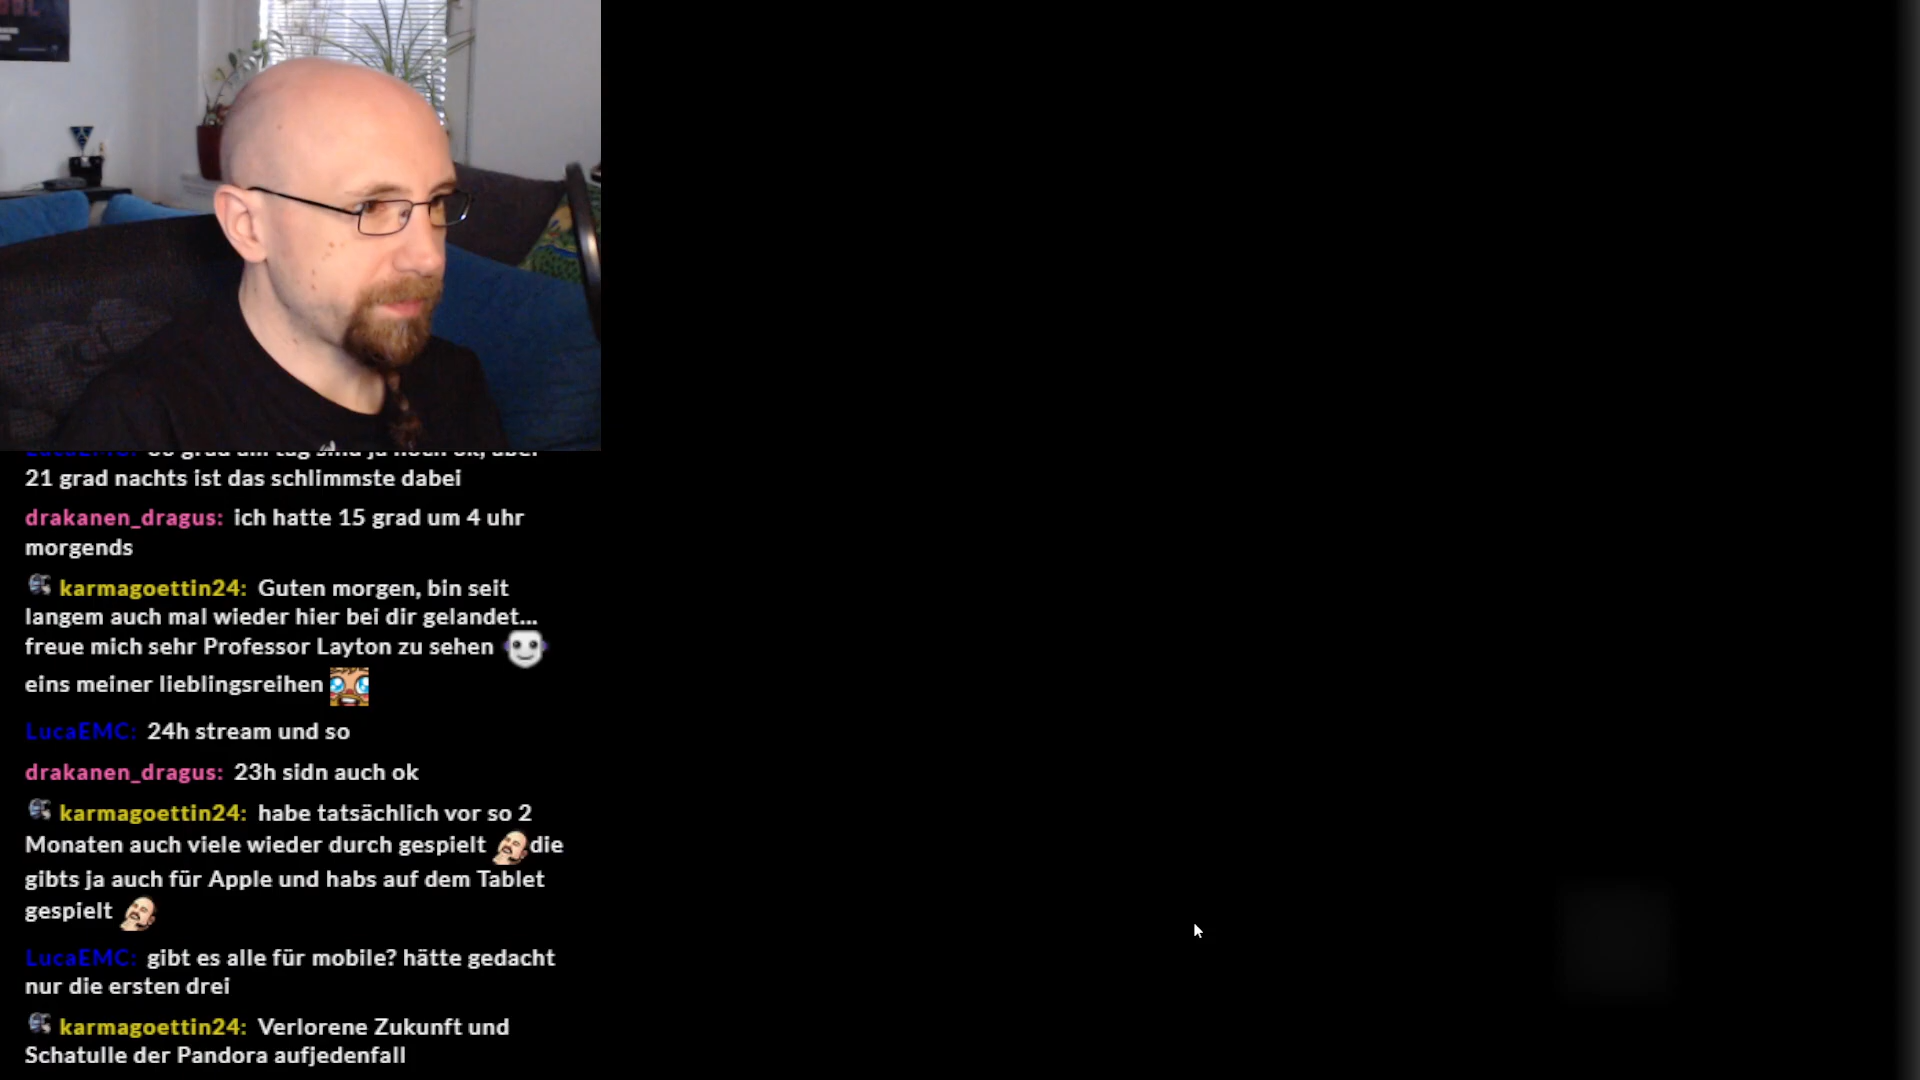 21 grad nachts ist das schlimmste dabei
drakanen_dragus: ich hatte 15 grad um 4 uhr
morgends
karmagoettin24: Guten morgen, bin seit
langem auch mal wieder hier bei dir gelandet...
freue mich sehr Professor Layton zu sehen
eins meiner lieblingsreihen
LucaEMC: 24h stream und so
drakanen_dragus: 23h sidn auch ok
karmagoettin24: habe tatsächlich vor so 2
Monaten auch viele wieder durch gespielt die
gibts ja auch für Apple und habs auf dem Tablet
gespielt
LucaEMC: gibt es alle für mobile? hätte gedacht
nur die ersten drei
karmagoettin24: Verlorene Zukunft und
Schatulle der Pandora aufjedenfall